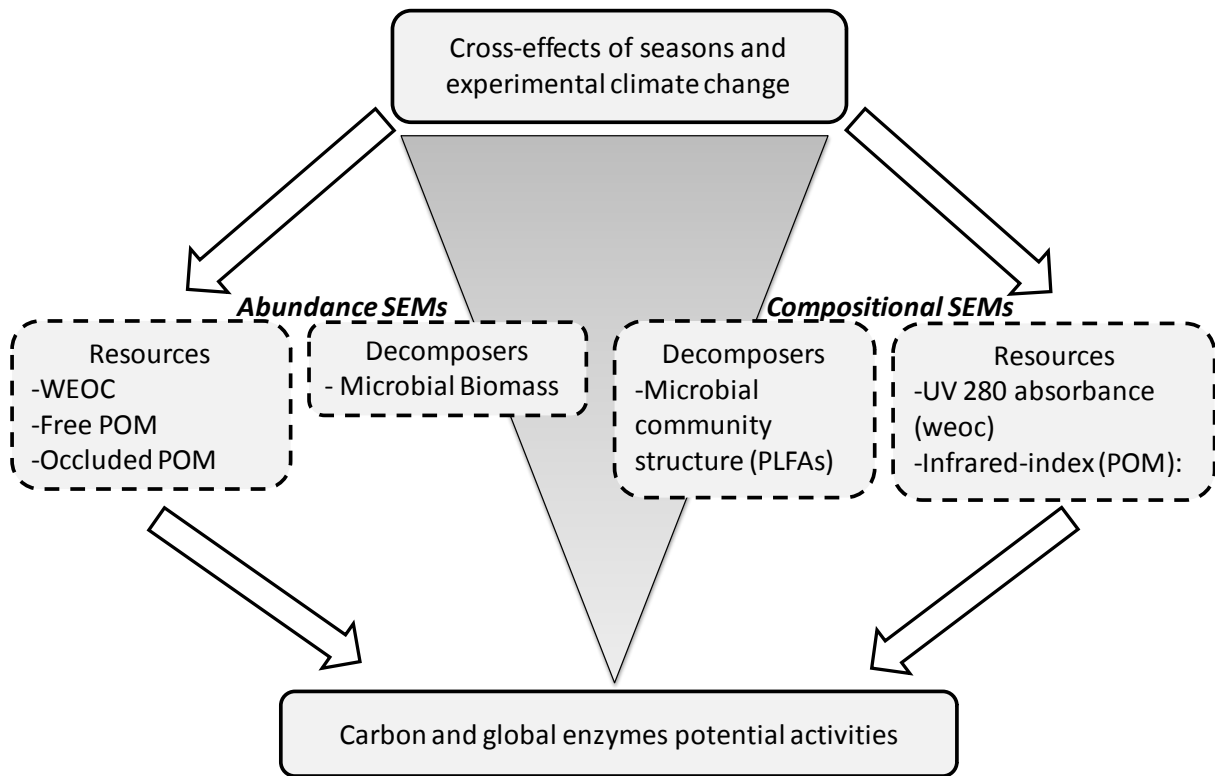 Cross-effects of seasons and
experimental climate change
Abundance SEMs
Compositional SEMs
Resources
-WEOC
-Free POM
-Occluded POM
Decomposers
- Microbial Biomass
Decomposers
-Microbial
community
structure (PLFAs)
Resources
-UV 280 absorbance
(weoc)
-Infrared-index (POM):
Carbon and global enzymes potential activities